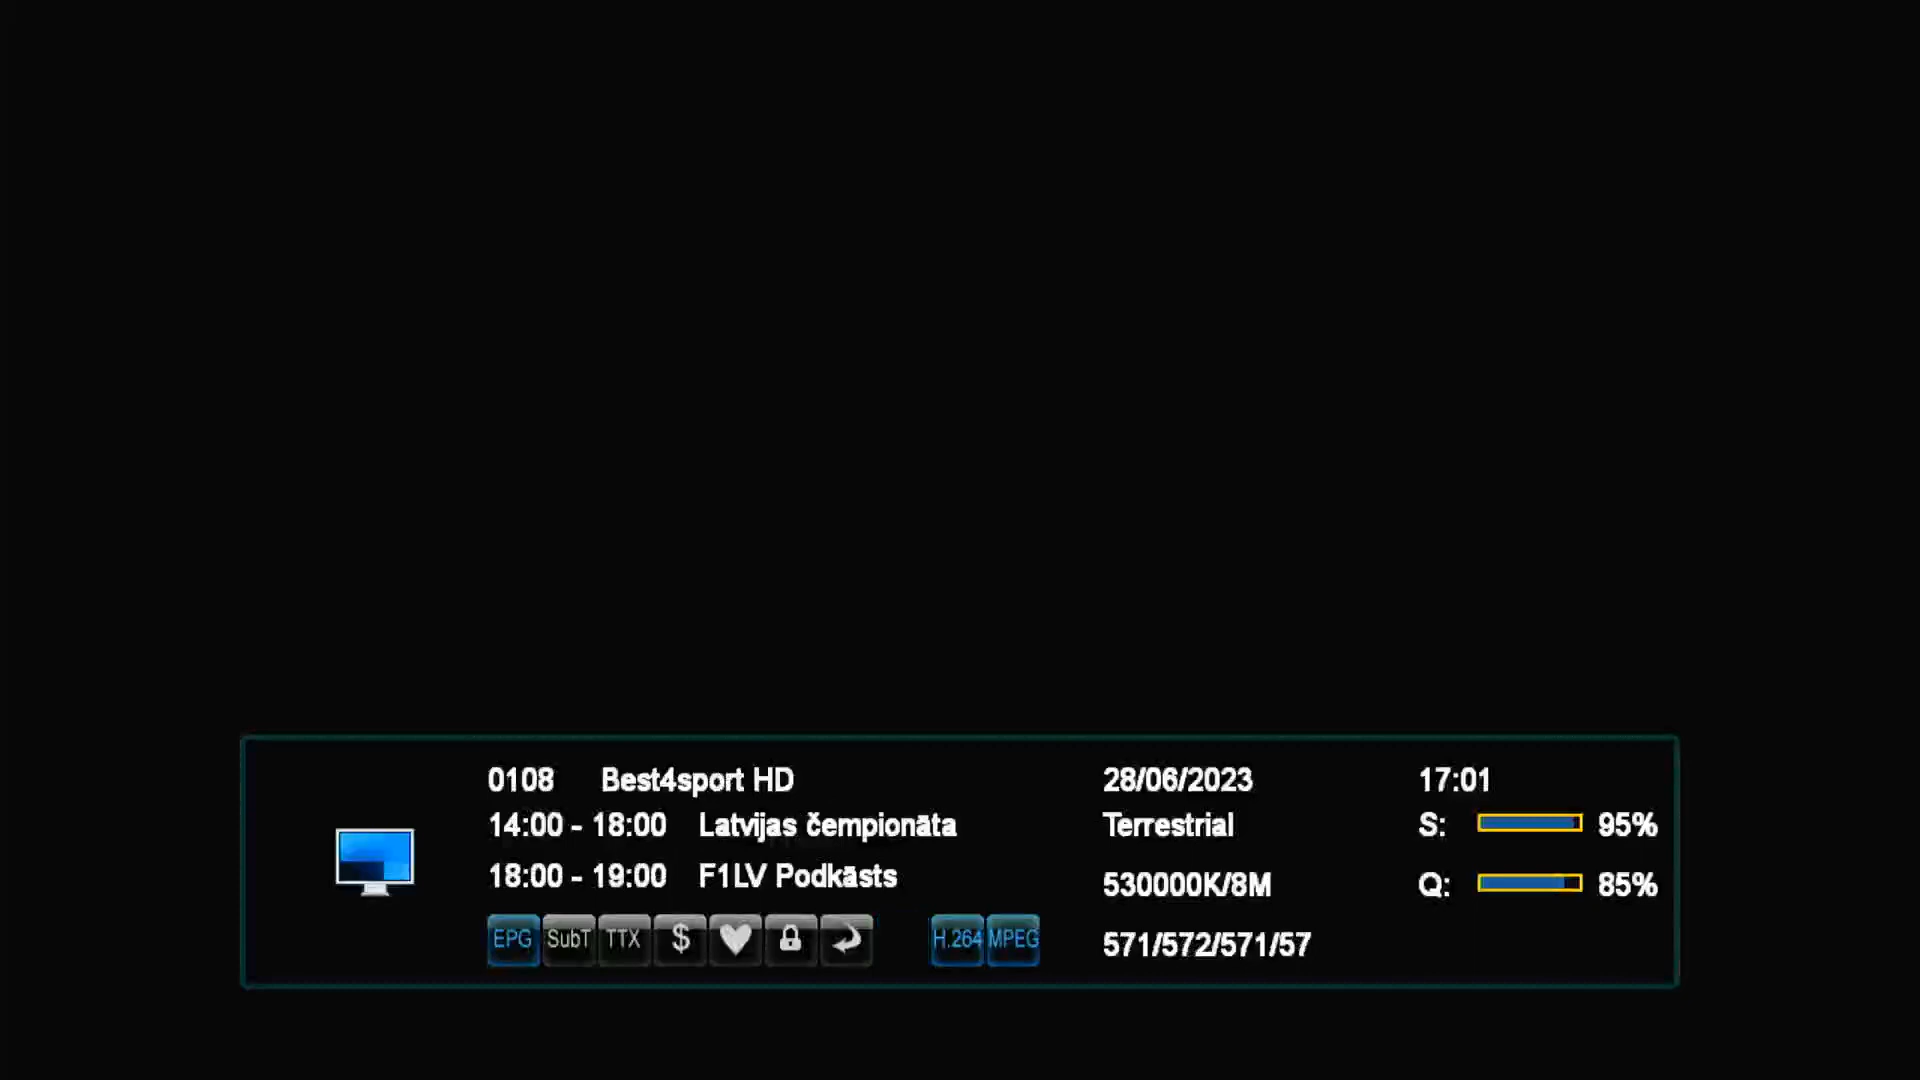 0108 Best4sport HD 28/06/2023 17:01
14:00 - 18:00 Latvijas čempionāta Terrestrial S: 95%
18:00 - 19:00 F1LV Podkāsts 530000K/8M Q: 85%
EPG SubT TTX $ H.264 MPEG 571/572/571/57